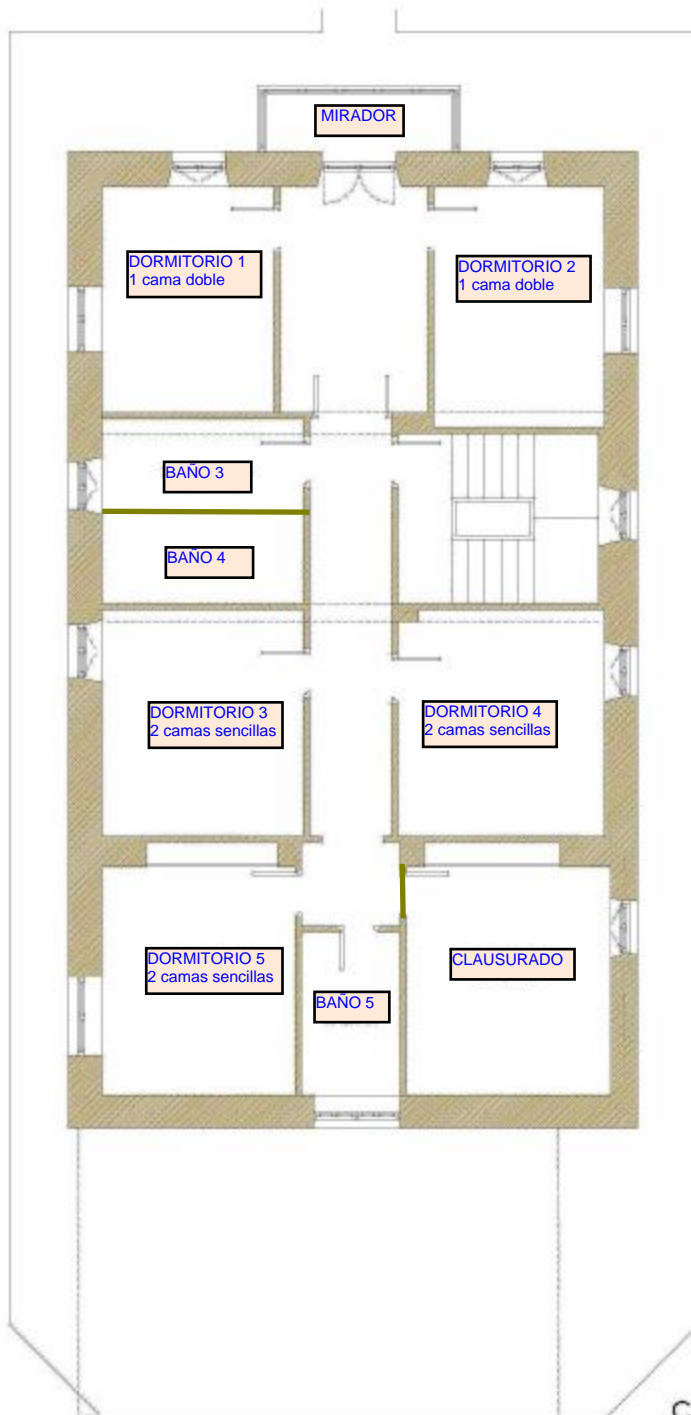 MIRADOR
DORMITORIO 1
1 cama doble
DORMITORIO 2
1 cama doble
BAÑO 3
BAÑO 4
DORMITORIO 3
2 camas sencillas
DORMITORIO 4
2 camas sencillas
DORMITORIO 5
2 camas sencillas
CLAUSURADO
BAÑO 5